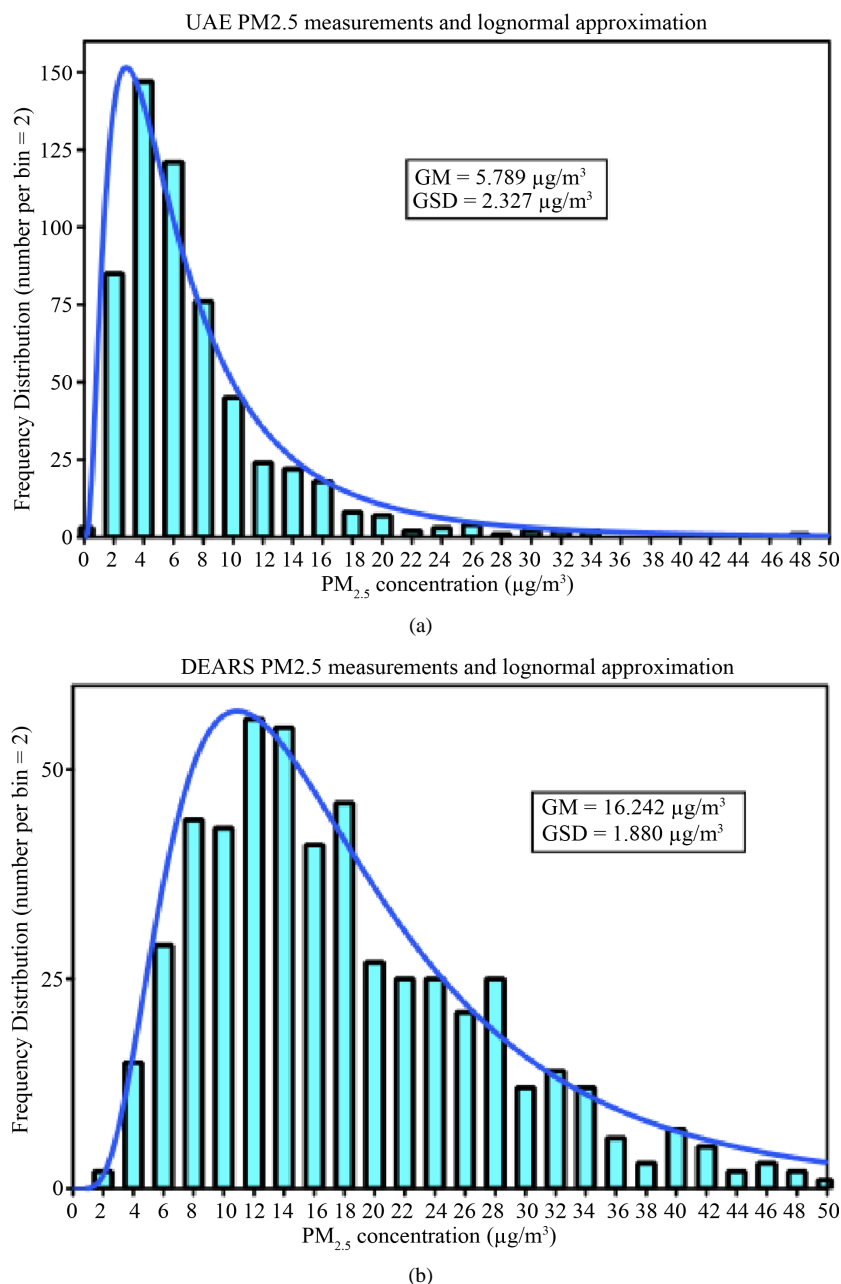 UAE PM2.5 measurements and lognormal approximation
Frequency Distribution (number per bin = 2)
150
125
100
75
50
25
0
GM = 5.789 µg/m³
GSD = 2.327 µg/m³
0 2 4 6 8 10 12 14 16 18 20 22 24 26 28 30 32 34 36 38 40 42 44 46 48 50
PM2.5 concentration (µg/m³)
(a)
DEARS PM2.5 measurements and lognormal approximation
Frequency Distribution (number per bin = 2)
50
25
0
GM = 16.242 µg/m³
GSD = 1.880 µg/m³
0 2 4 6 8 10 12 14 16 18 20 22 24 26 28 30 32 34 36 38 40 42 44 46 48 50
PM2.5 concentration (µg/m³)
(b)